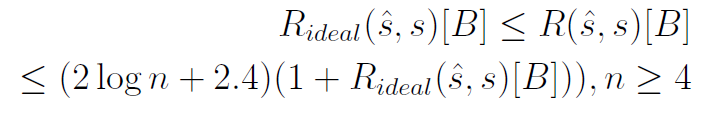 R_{ideal}(ŝ, s)[B] ≤ R(ŝ, s)[B]
≤ (2 log n + 2.4)(1 + R_{ideal}(ŝ, s)[B])), n ≥ 4